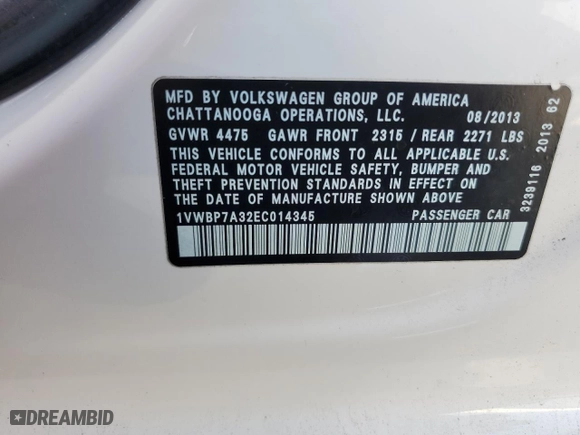 MFD BY VOLKSWAGEN GROUP OF AMERICA
CHATTANOOGA OPERATIONS, LLC. 08/2013
GVWR 4475 GAWR FRONT 2315 / REAR 2271 LBS
THIS VEHICLE CONFORMS TO ALL APPLICABLE U.S.
FEDERAL MOTOR VEHICLE SAFETY, BUMPER AND
THEFT PREVENTION STANDARDS IN EFFECT ON
THE DATE OF MANUFACTURE SHOWN ABOVE
1VWBP7A32EC014345 PASSENGER CAR
3239116 2013 62
DREAMBID